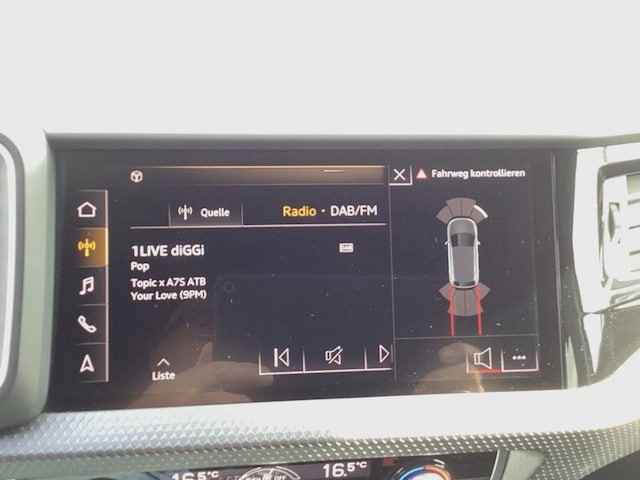 Fahrweg kontrollieren
Quelle
Radio · DAB/FM
1LIVE diGGi
Pop
Topic x A7S ATB
Your Love (9PM)
Liste
16.5°C
16.5°C
OFF